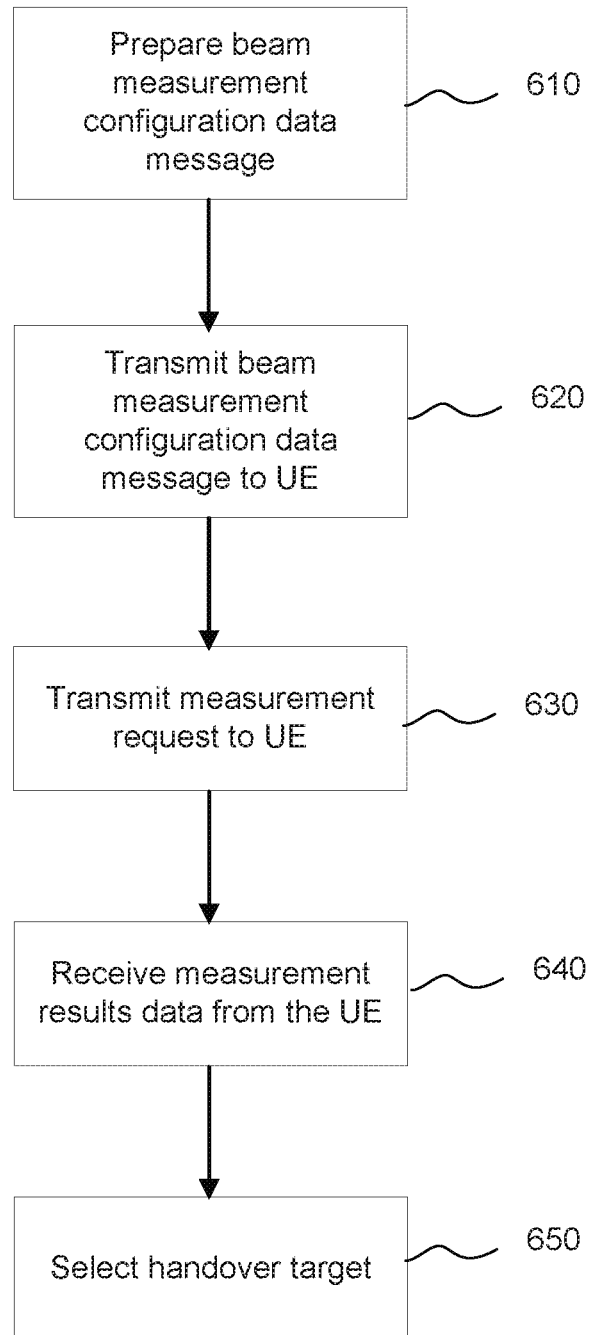 Prepare beam
measurement
configuration data
message
610
Transmit beam
measurement
configuration data
message to UE
620
Transmit measurement
request to UE
630
Receive measurement
results data from the UE
640
Select handover target
650